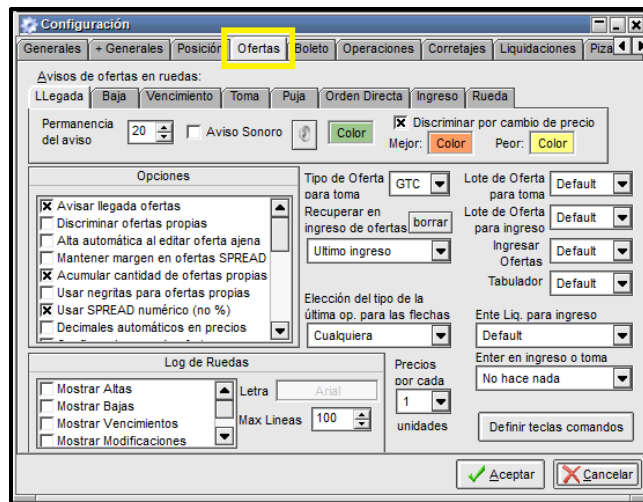 Configuración
Generales + Generales Posición Ofertas Boleto Operaciones Corretajes Liquidaciones Piza
Avisos de ofertas en ruedas:
LLegada Baja Vencimiento Toma Puja Orden Directa Ingreso Rueda
Permanencia del aviso 20 Aviso Sonoro Color
Discriminar por cambio de precio
Mejor: Color Peor: Color
Opciones
Avisar llegada ofertas
Discriminar ofertas propias
Alta automática al editar oferta ajena
Mantener margen en ofertas SPREAD
Acumular cantidad de ofertas propias
Usar negritas para ofertas propias
Usar SPREAD numérico (no %)
Decimales automáticos en precios
Tipo de Oferta para toma GTC
Recuperar en ingreso de ofertas borrar
Ultimo ingreso
Elección del tipo de la
última op. para las flechas
Cualquiera
Lote de Oferta para toma Default
Lote de Oferta para ingreso Default
Ingresar Ofertas Default
Tabulador Default
Ente Liq. para ingreso
Default
Enter en ingreso o toma
No hace nada
Log de Ruedas
Mostrar Altas
Mostrar Bajas
Mostrar Vencimientos
Mostrar Modificaciones
Letra Arial
Max Lineas 100
Precios
por cada
1
unidades
Definir teclas comandos
Aceptar Cancelar